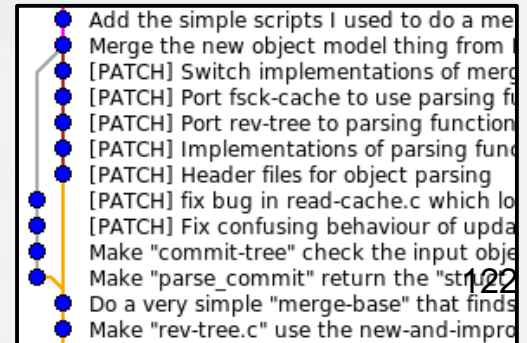 Add the simple scripts I used to do a me
Merge the new object model thing from
[PATCH] Switch implementations of merg
[PATCH] Port fsck-cache to use parsing fu
[PATCH] Port rev-tree to parsing function
[PATCH] Implementations of parsing func
[PATCH] Header files for object parsing
[PATCH] fix bug in read-cache.c which lo
[PATCH] Fix confusing behaviour of upda
Make "commit-tree" check the input obje
Make "parse_commit" return the "struct
122
Do a very simple "merge-base" that finds
Make "rev-tree.c" use the new-and-impro